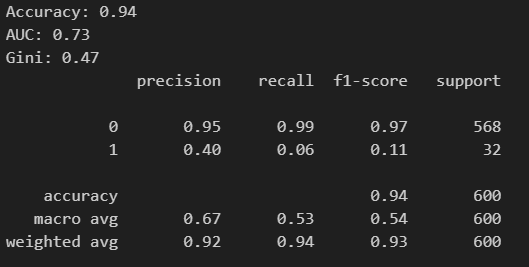 Accuracy: 0.94
AUC: 0.73
Gini: 0.47
precision recall f1-score support
0 0.95 0.99 0.97 568
1 0.40 0.06 0.11 32
accuracy 0.94 600
macro avg 0.67 0.53 0.54 600
weighted avg 0.92 0.94 0.93 600